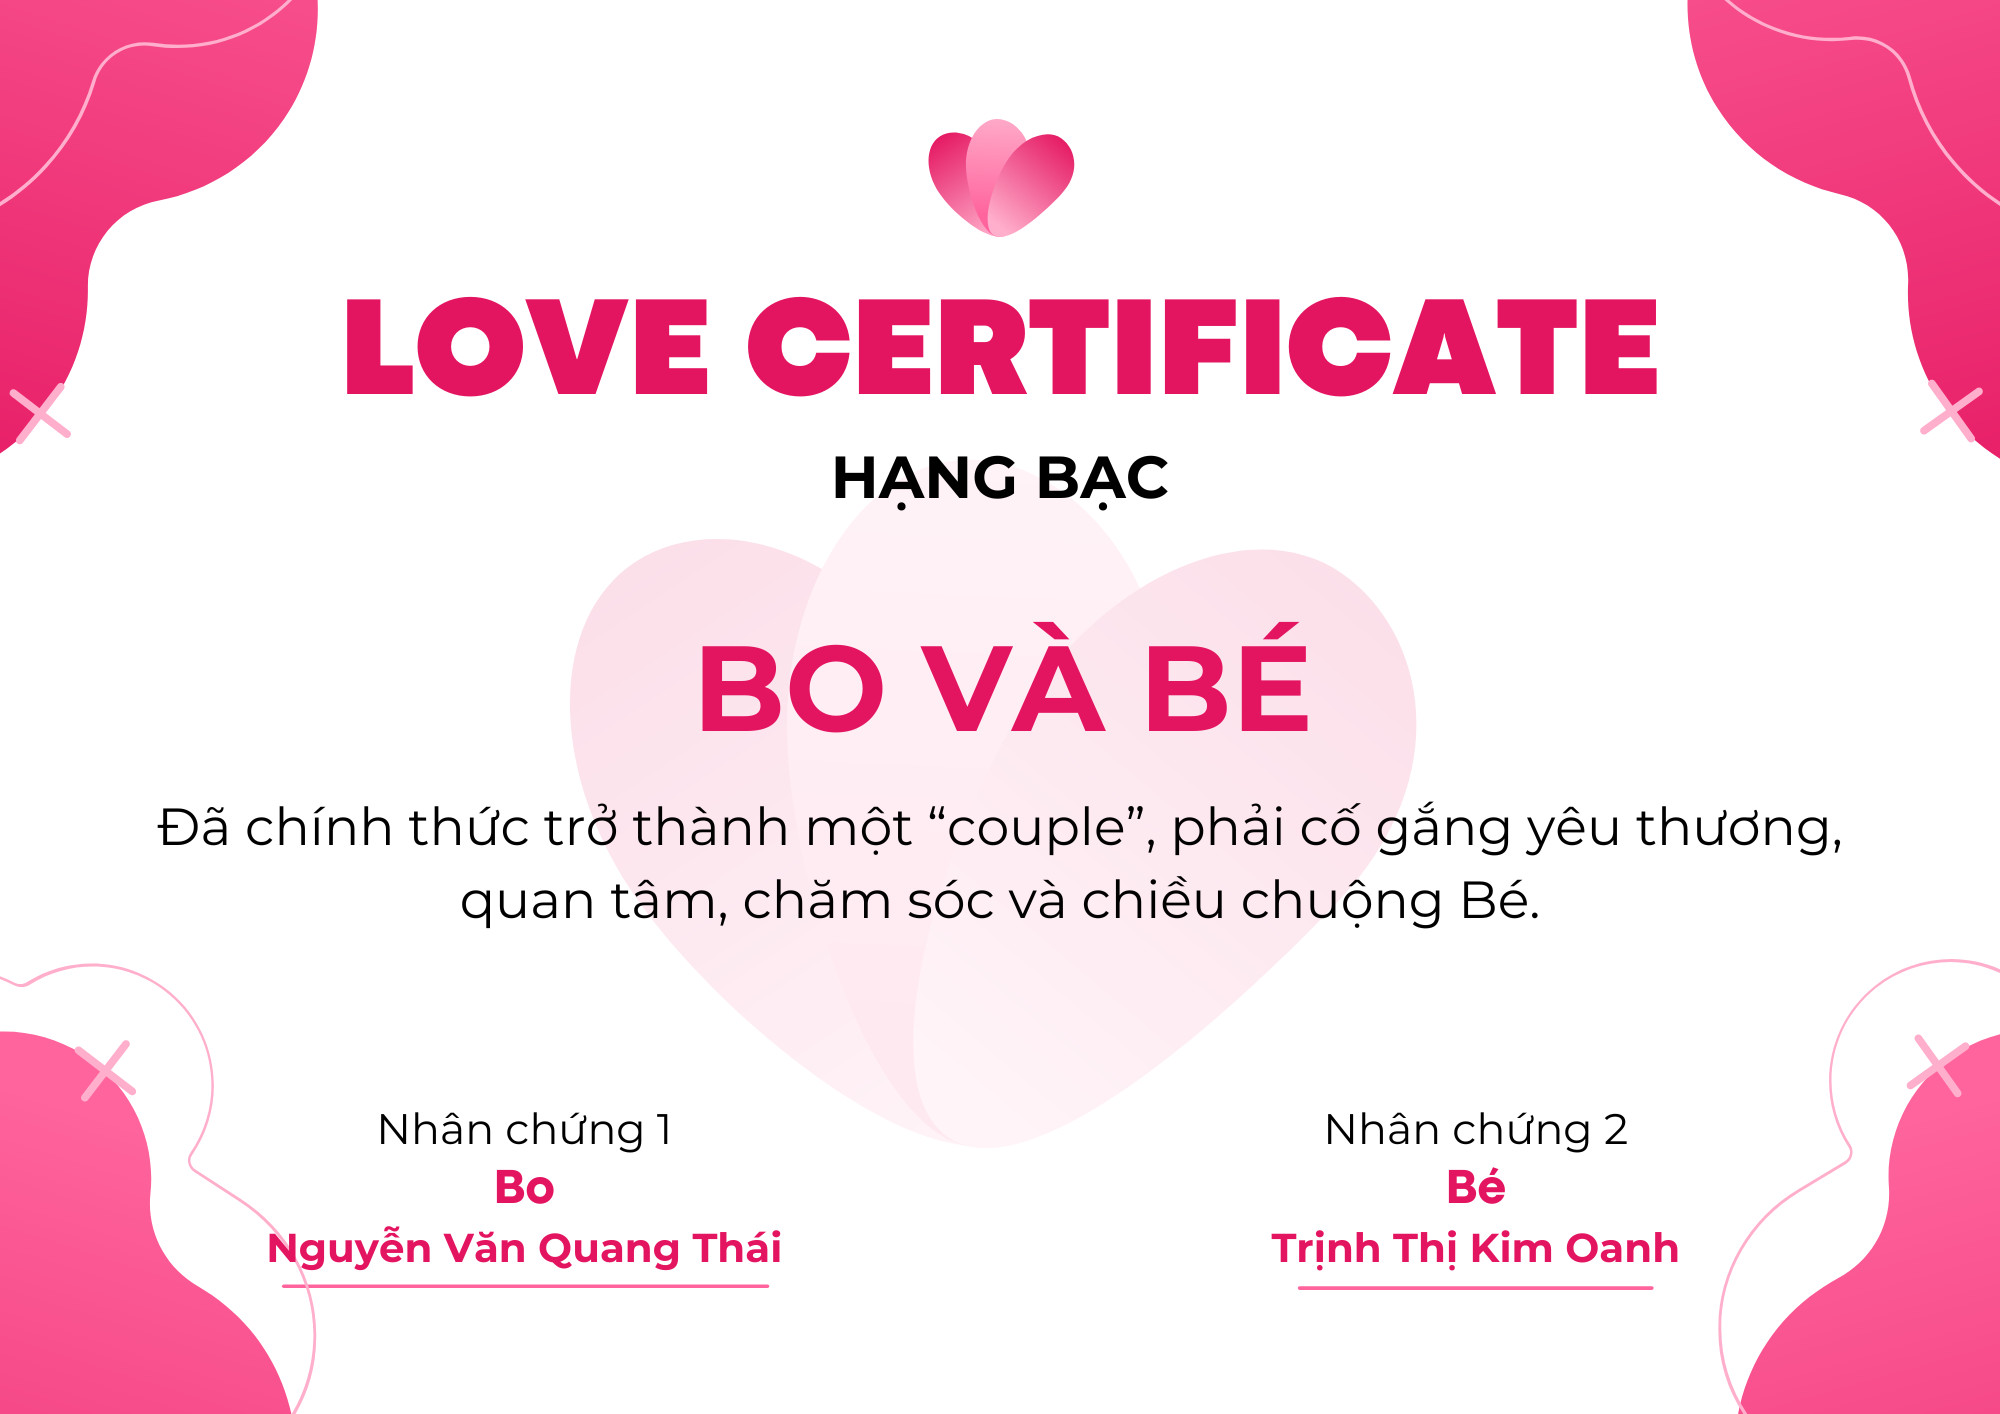 LOVE CERTIFICATE
HẠNG BẠC
BO VÀ BÉ
Đã chính thức trở thành một “couple”, phải cố gắng yêu thương,
quan tâm, chăm sóc và chiều chuộng Bé.
Nhân chứng 1
Bo
Nguyễn Văn Quang Thái
Nhân chứng 2
Bé
Trịnh Thị Kim Oanh